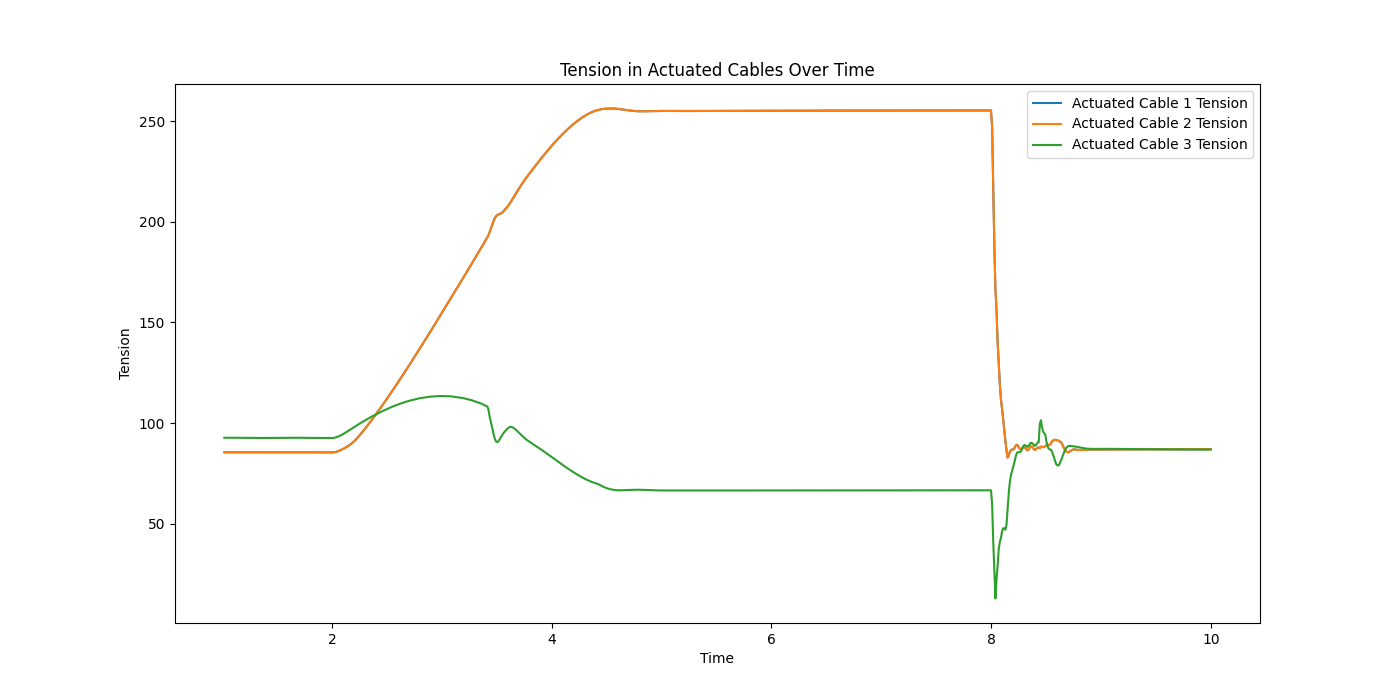 Tension in Actuated Cables Over Time
Actuated Cable 1 Tension
Actuated Cable 2 Tension
Actuated Cable 3 Tension
250
200
150
100
50
Tension
2 4 6 8 10
Time